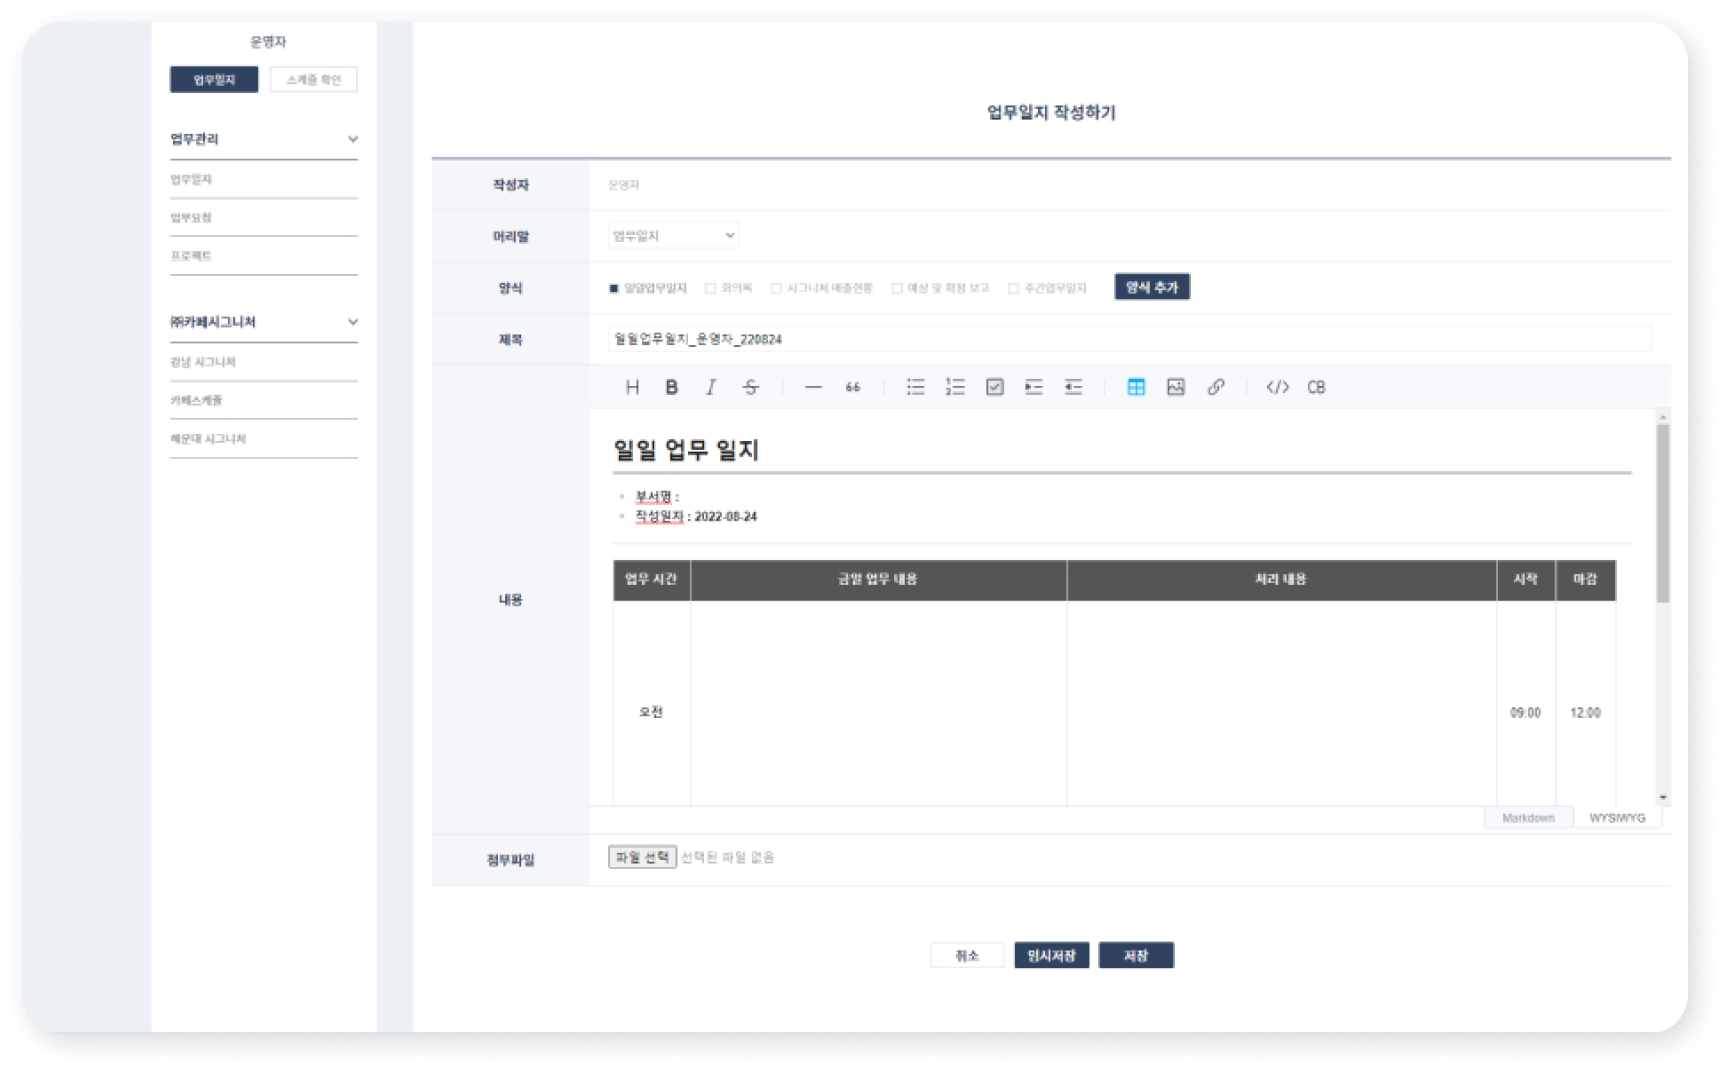 운영자
업무일지 스케줄 확인
업무관리
업무일지
업무요청
프로젝트
㈜카페시그니처
강남 시그니처
카페스케줄
해운대 시그니처
업무일지 작성하기
작성자 운영자
머리말 업무일지
양식 일일업무일지 회의록 시그니처 매출현황 예상 및 확정 보고 주간업무일지 양식 추가
제목 일일업무일지_운영자_220824
H B I S 66 CB
내용
일일 업무 일지
부서명 :
작성일자 : 2022-08-24
업무 시간 금일 업무 내용 처리 내용 시작 마감
오전 09:00 12:00
Markdown WYSIWYG
첨부파일 파일 선택 선택된 파일 없음
취소 임시저장 저장